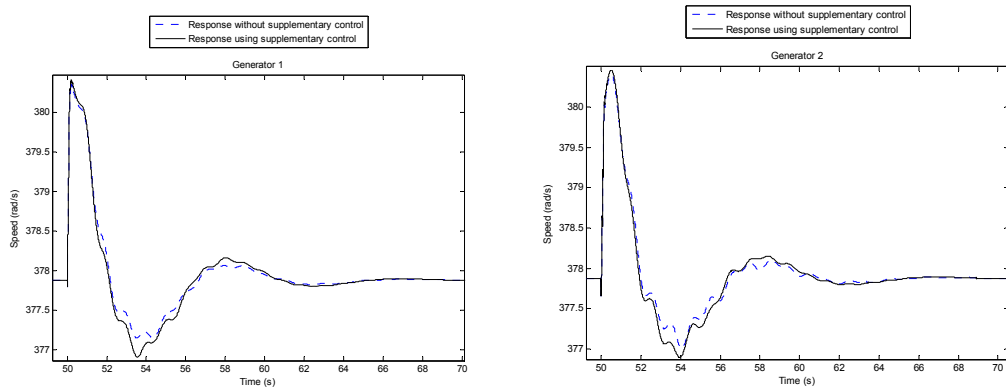 Response without supplementary control
Response using supplementary control
Generator 1
380
379.5
379
378.5
378
377.5
377
Speed (rad/s)
50 52 54 56 58 60 62 64 66 68 70
Time (s)
Response without supplementary control
Response using supplementary control
Generator 2
380
379.5
379
378.5
378
377.5
377
Speed (rad/s)
50 52 54 56 58 60 62 64 66 68 70
Time (s)